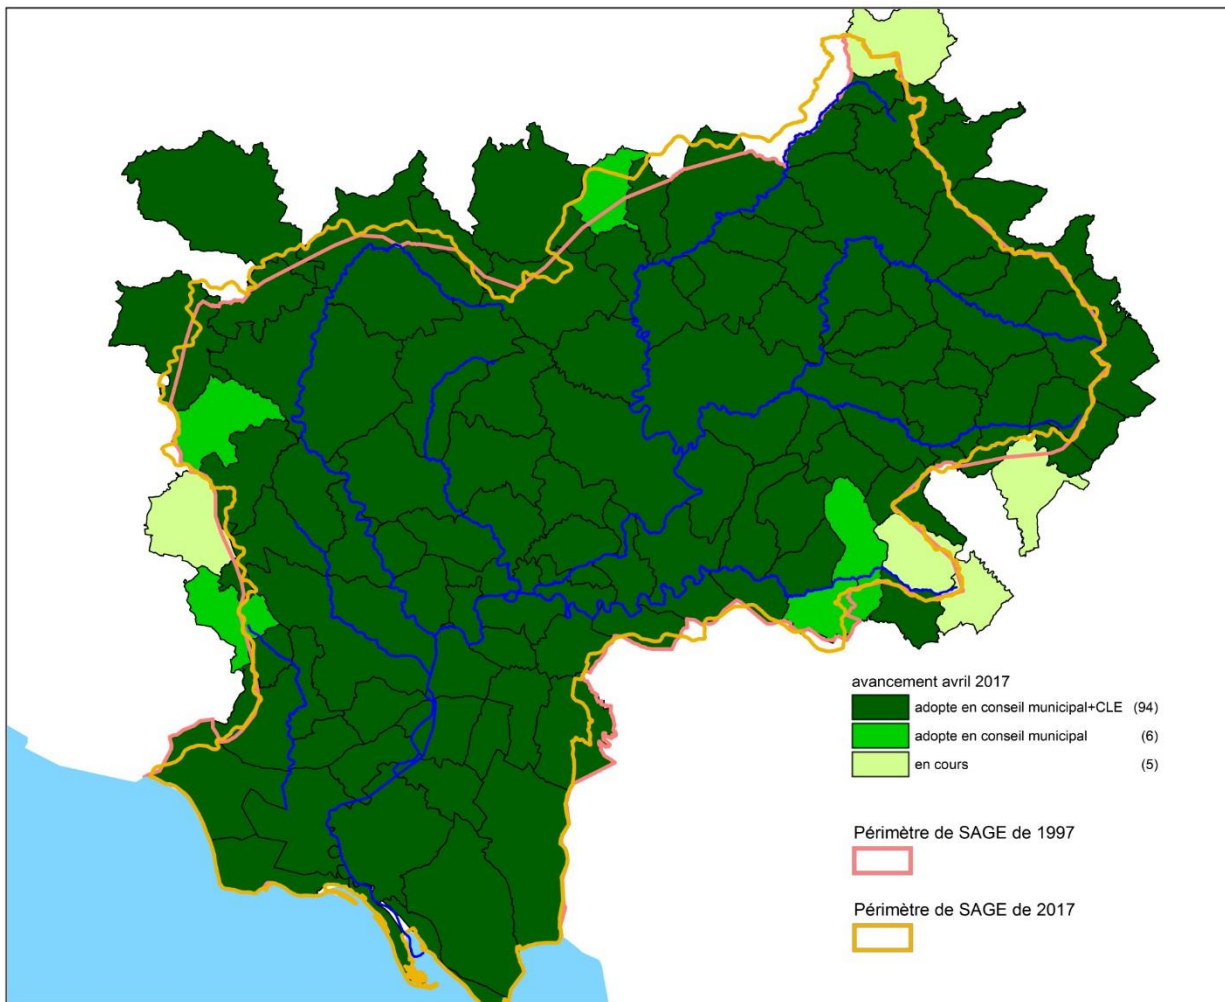 avancement avril 2017
adopte en conseil municipal+CLE (94)
adopte en conseil municipal (6)
en cours (5)
Périmètre de SAGE de 1997
Périmètre de SAGE de 2017